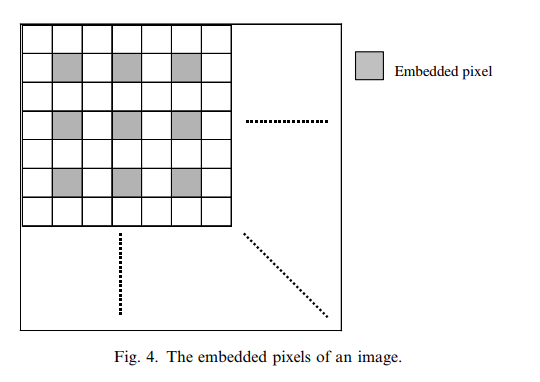 Embedded pixel
Fig. 4. The embedded pixels of an image.